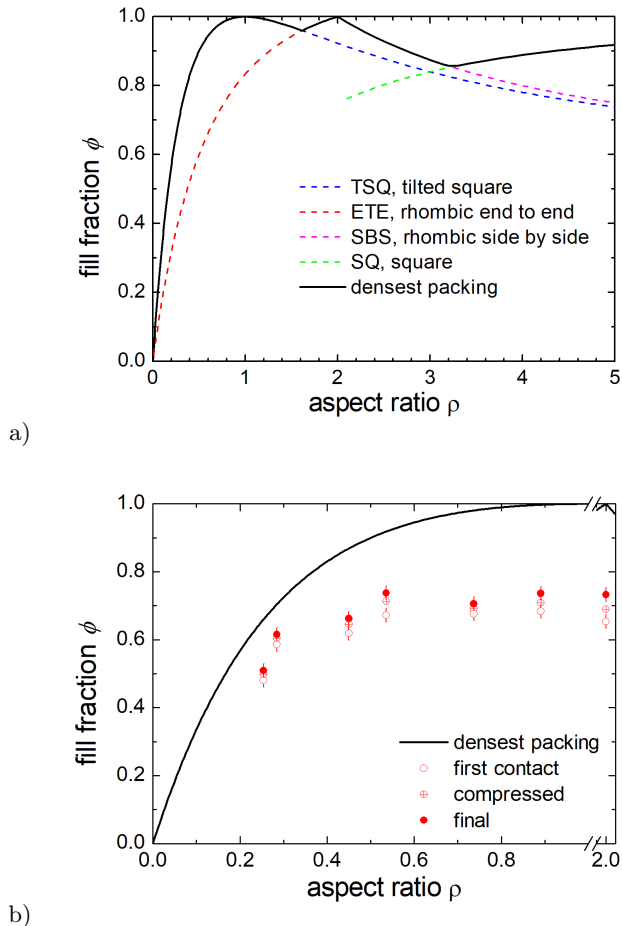 1.0
0.8
0.6
0.4
0.2
0.0
fill fraction ϕ
TSQ, tilted square
ETE, rhombic end to end
SBS, rhombic side by side
SQ, square
densest packing
0 1 2 3 4 5
aspect ratio ρ
a)
1.0
0.8
0.6
0.4
0.2
0.0
fill fraction ϕ
densest packing
first contact
compressed
final
0.0 0.2 0.4 0.6 0.8 2.0
aspect ratio ρ
b)